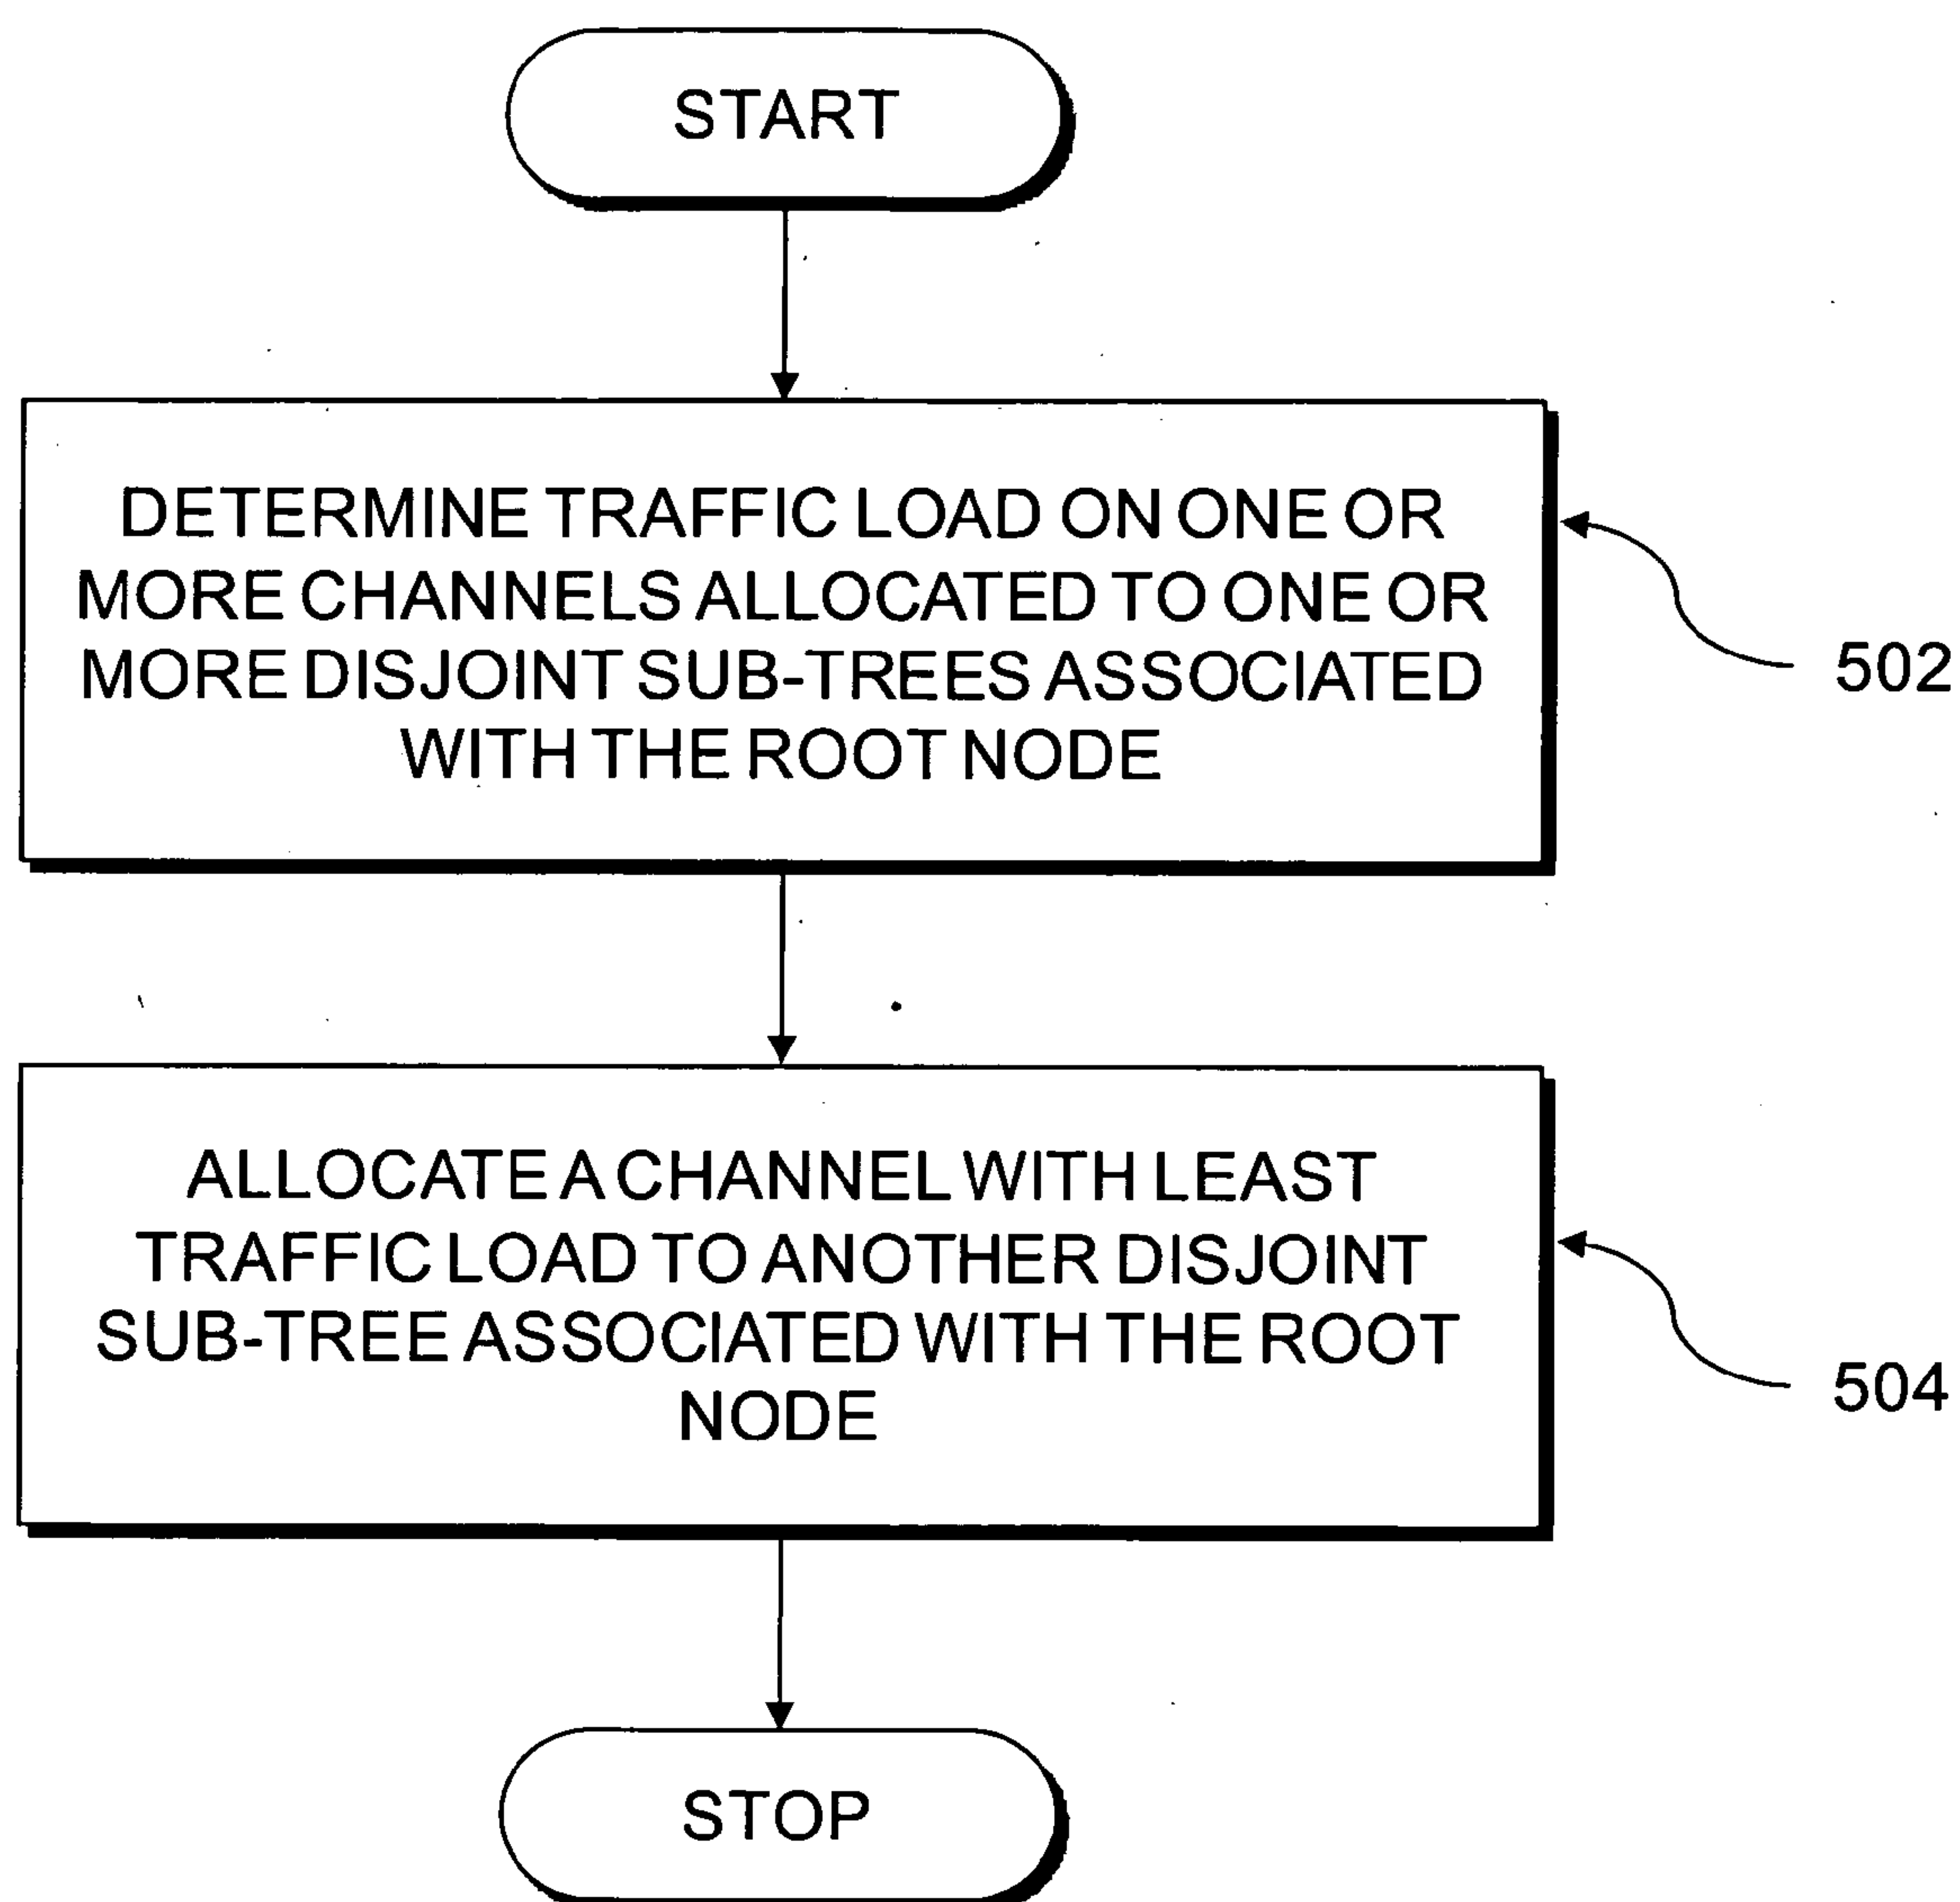 START
DETERMINE TRAFFIC LOAD ON ONE OR
MORE CHANNELS ALLOCATED TO ONE OR
MORE DISJOINT SUB-TREES ASSOCIATED
WITH THE ROOT NODE
502
ALLOCATE A CHANNEL WITH LEAST
TRAFFIC LOAD TO ANOTHER DISJOINT
SUB-TREE ASSOCIATED WITH THE ROOT
NODE
504
STOP